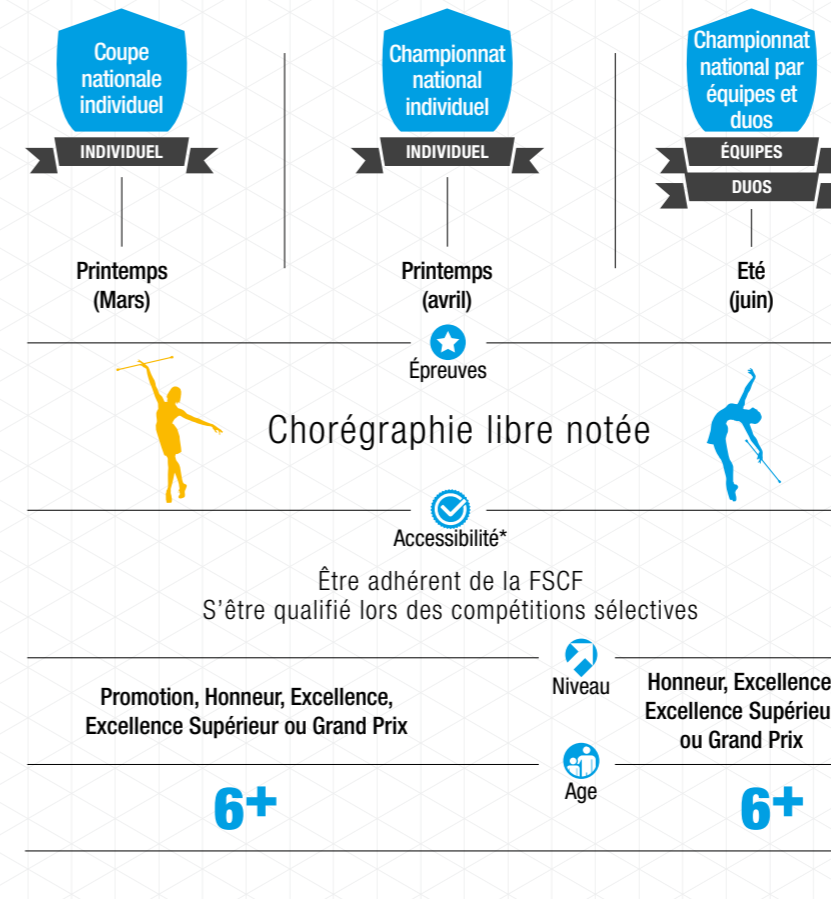 Coupe
nationale
individuel
INDIVIDUEL
Printemps
(Mars)
Championnat
national
individuel
INDIVIDUEL
Printemps
(avril)
Championnat
national par
équipes et
duos
ÉQUIPES
DUOS
Eté
(juin)
Épreuves
Chorégraphie libre notée
Accessibilité*
Être adhérent de la FSCF
S'être qualifié lors des compétitions sélectives
Niveau
Promotion, Honneur, Excellence,
Excellence Supérieur ou Grand Prix
Honneur, Excellence
Excellence Supérieu
ou Grand Prix
Age
6+
6+